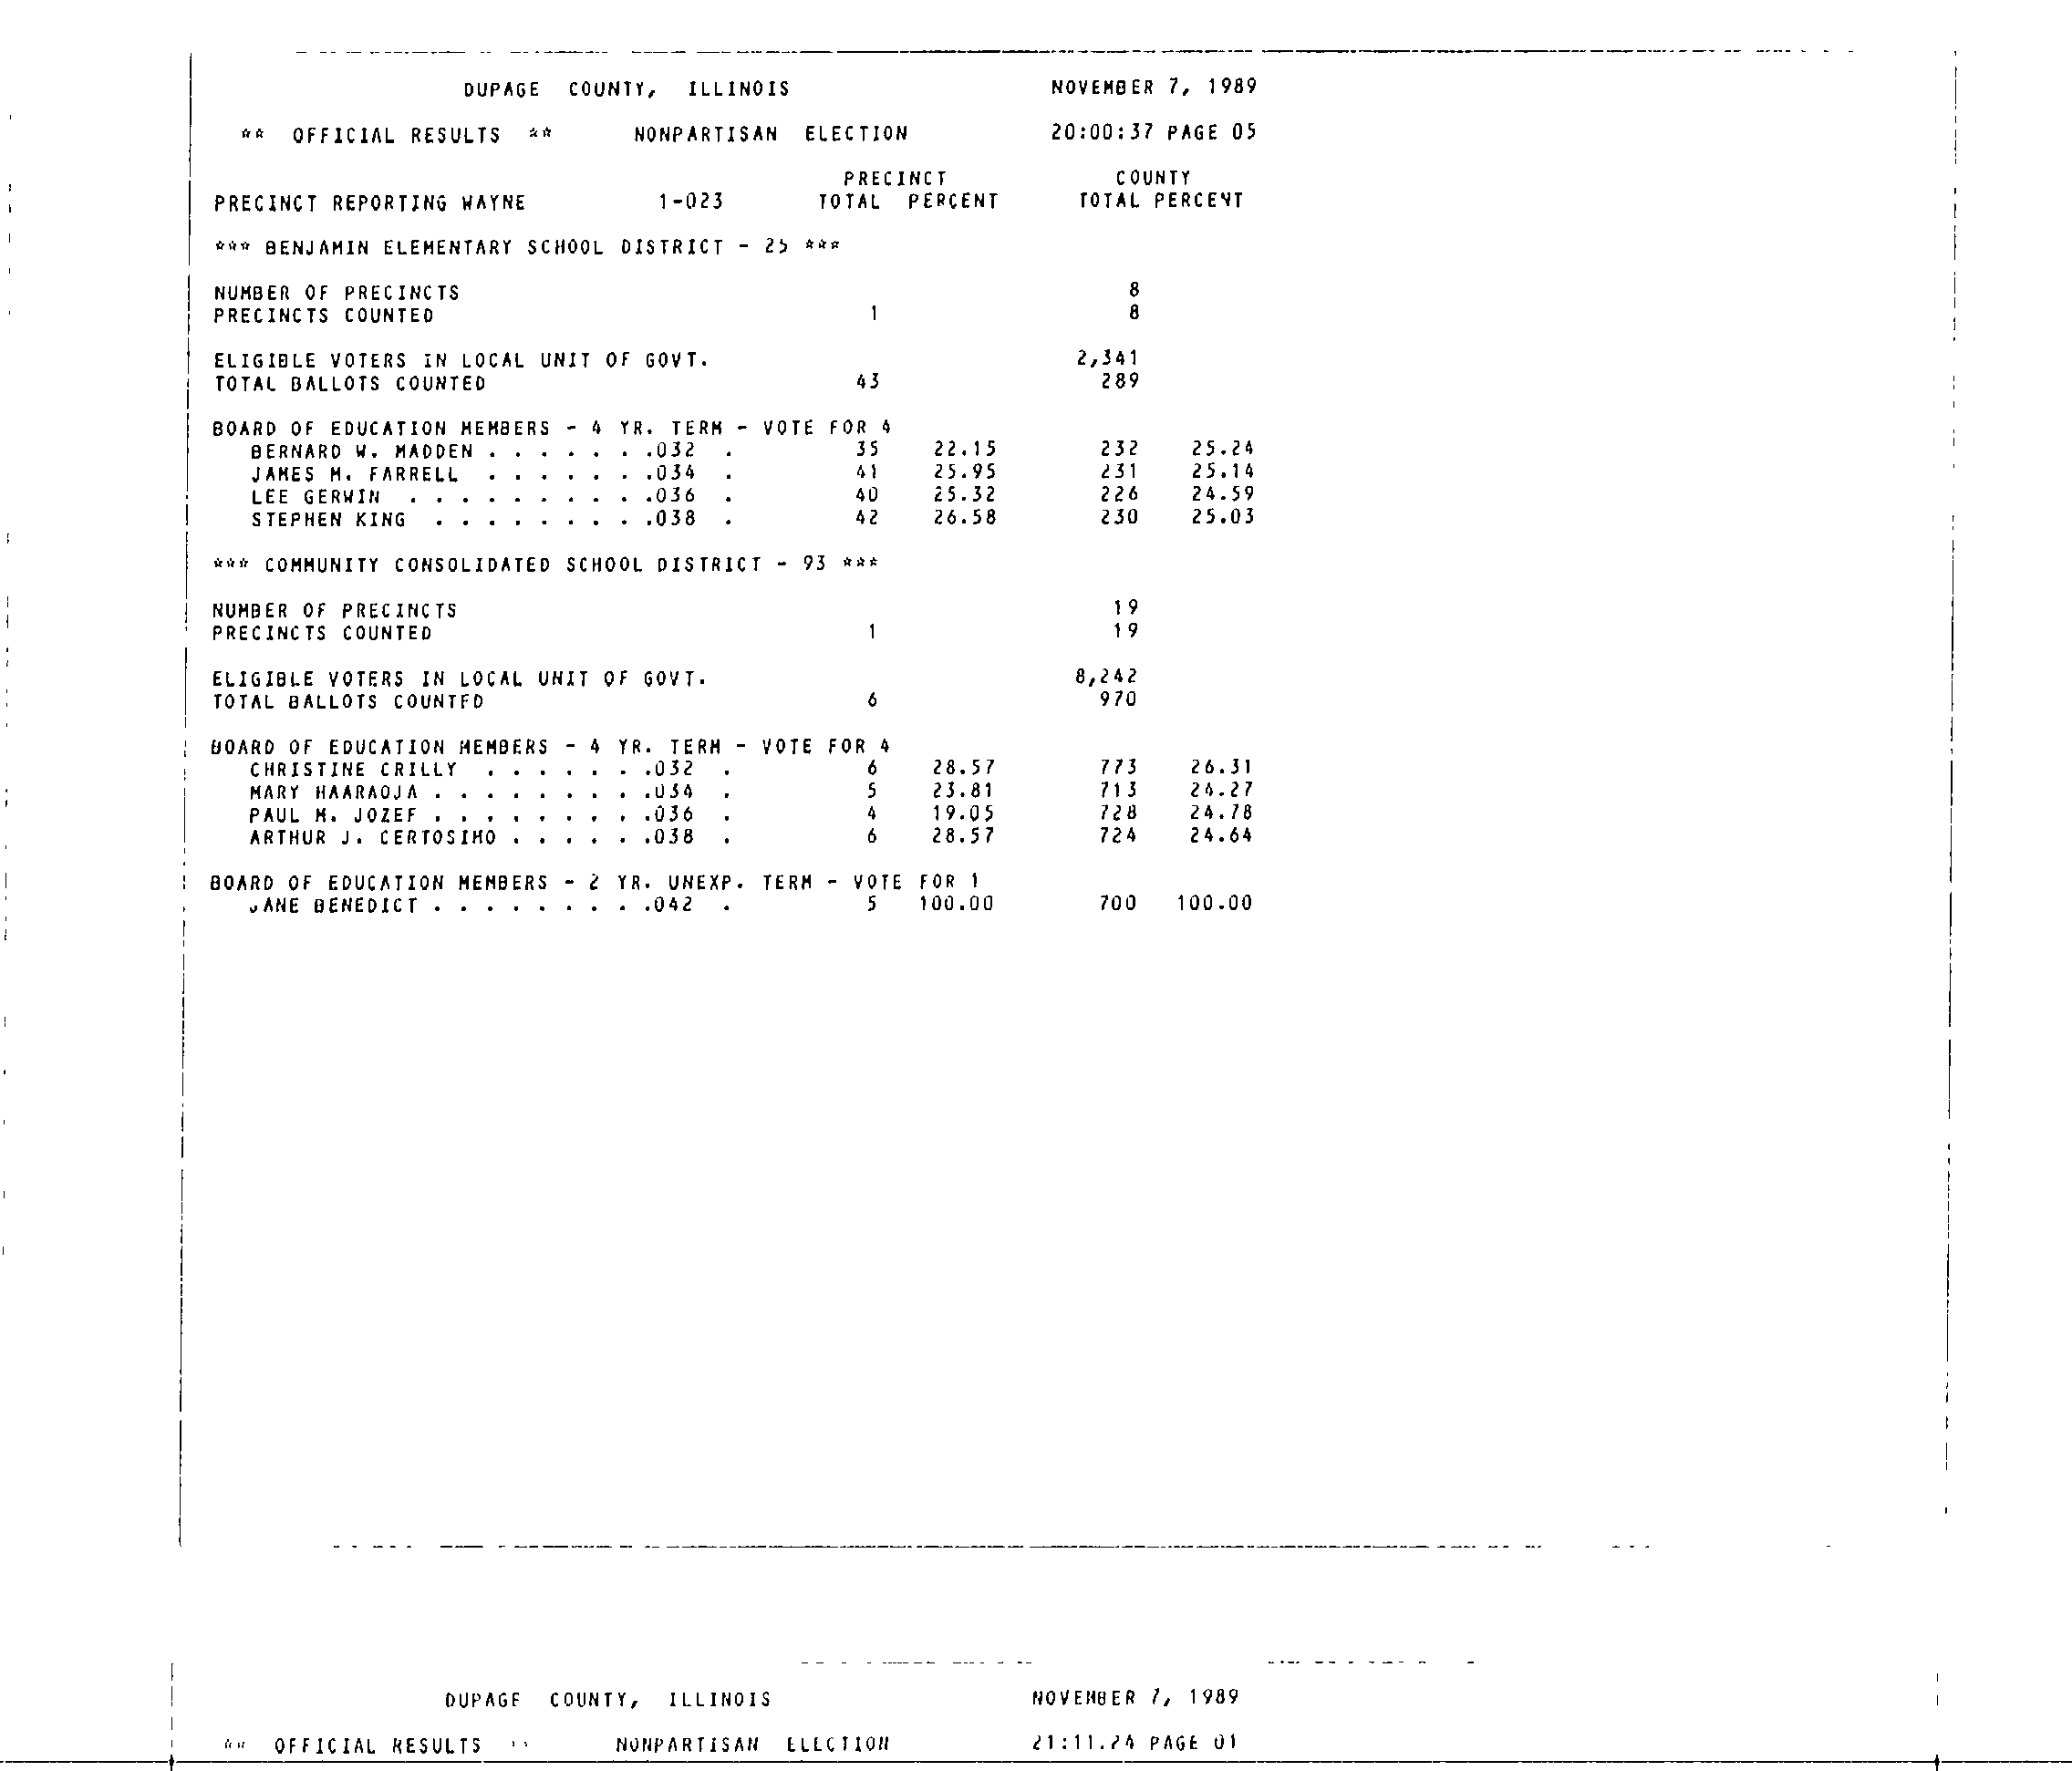 DUPAGE COUNTY, ILLINOIS NOVEMBER 7, 1989
** OFFICIAL RESULTS ** NONPARTISAN ELECTION 20:00:37 PAGE 05
PRECINCT COUNTY
PRECINCT REPORTING WAYNE 1-023 TOTAL PERCENT TOTAL PERCENT
*** BENJAMIN ELEMENTARY SCHOOL DISTRICT - 25 ***
NUMBER OF PRECINCTS 8
PRECINCTS COUNTED 1 8
ELIGIBLE VOTERS IN LOCAL UNIT OF GOVT. 2,341
TOTAL BALLOTS COUNTED 43 289
BOARD OF EDUCATION MEMBERS - 4 YR. TERM - VOTE FOR 4
BERNARD W. MADDEN . . . . . . .032 . 35 22.15 232 25.24
JAMES M. FARRELL . . . . . . .034 . 41 25.95 231 25.14
LEE GERWIN . . . . . . . . . .036 . 40 25.32 226 24.59
STEPHEN KING . . . . . . . . .038 . 42 26.58 230 25.03
*** COMMUNITY CONSOLIDATED SCHOOL DISTRICT - 93 ***
NUMBER OF PRECINCTS 19
PRECINCTS COUNTED 1 19
ELIGIBLE VOTERS IN LOCAL UNIT OF GOVT. 8,242
TOTAL BALLOTS COUNTED 6 970
BOARD OF EDUCATION MEMBERS - 4 YR. TERM - VOTE FOR 4
CHRISTINE CRILLY . . . . . . .032 . 6 28.57 773 26.31
MARY HAARAOJA . . . . . . . . .034 . 5 23.81 713 24.27
PAUL M. JOZEF . . . . . . . . .036 . 4 19.05 728 24.78
ARTHUR J. CERTOSIMO . . . . . .038 . 6 28.57 724 24.64
BOARD OF EDUCATION MEMBERS - 2 YR. UNEXP. TERM - VOTE FOR 1
JANE BENEDICT . . . . . . . . .042 . 5 100.00 700 100.00
DUPAGE COUNTY, ILLINOIS NOVEMBER 7, 1989
** OFFICIAL RESULTS ** NONPARTISAN ELECTION 21:11.24 PAGE 01